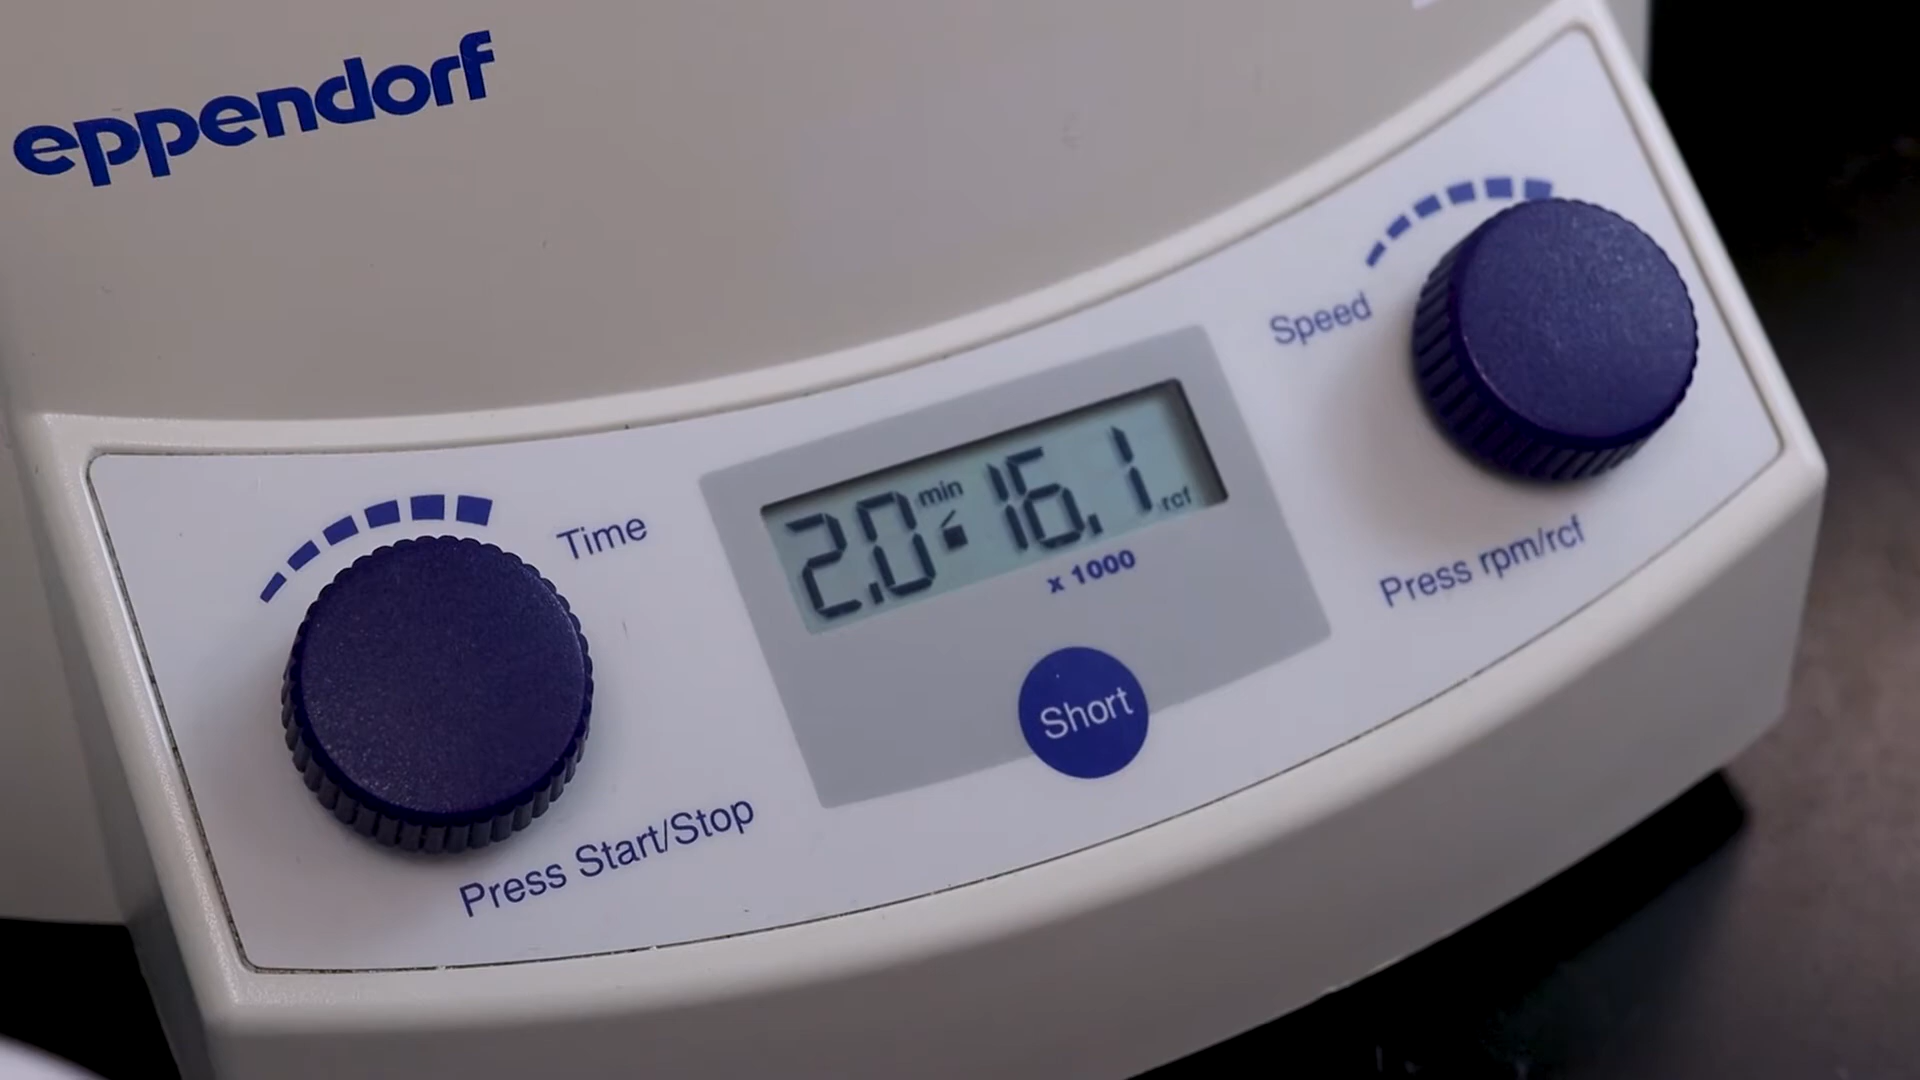 eppendorf
Speed
Time
2.0 min 16.1 rcf
x 1000
Press rpm/rcf
Short
Press Start/Stop